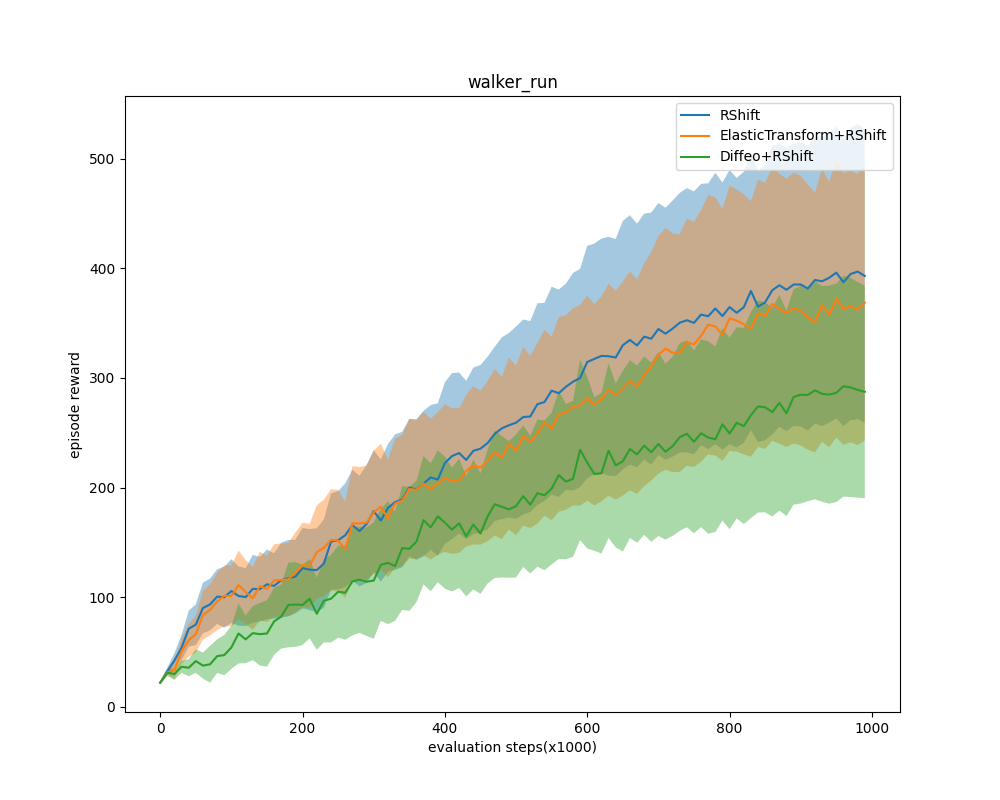 walker_run
RShift
ElasticTransform+RShift
Diffeo+RShift
500
400
300
200
100
0
episode reward
0 200 400 600 800 1000
evaluation steps(x1000)